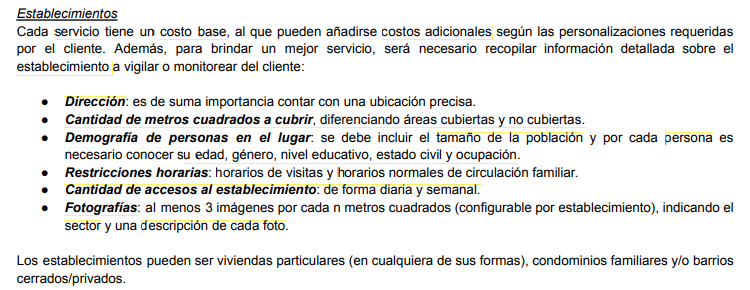 Establecimientos
Cada servicio tiene un costo base, al que pueden añadirse costos adicionales según las personalizaciones requeridas
por el cliente. Además, para brindar un mejor servicio, será necesario recopilar información detallada sobre el
establecimiento a vigilar o monitorear del cliente:
● Dirección: es de suma importancia contar con una ubicación precisa.
● Cantidad de metros cuadrados a cubrir, diferenciando áreas cubiertas y no cubiertas.
● Demografía de personas en el lugar: se debe incluir el tamaño de la población y por cada persona es
necesario conocer su edad, género, nivel educativo, estado civil y ocupación.
● Restricciones horarias: horarios de visitas y horarios normales de circulación familiar.
● Cantidad de accesos al establecimiento: de forma diaria y semanal.
● Fotografías: al menos 3 imágenes por cada n metros cuadrados (configurable por establecimiento), indicando el
sector y una descripción de cada foto.
Los establecimientos pueden ser viviendas particulares (en cualquiera de sus formas), condominios familiares y/o barrios
cerrados/privados.